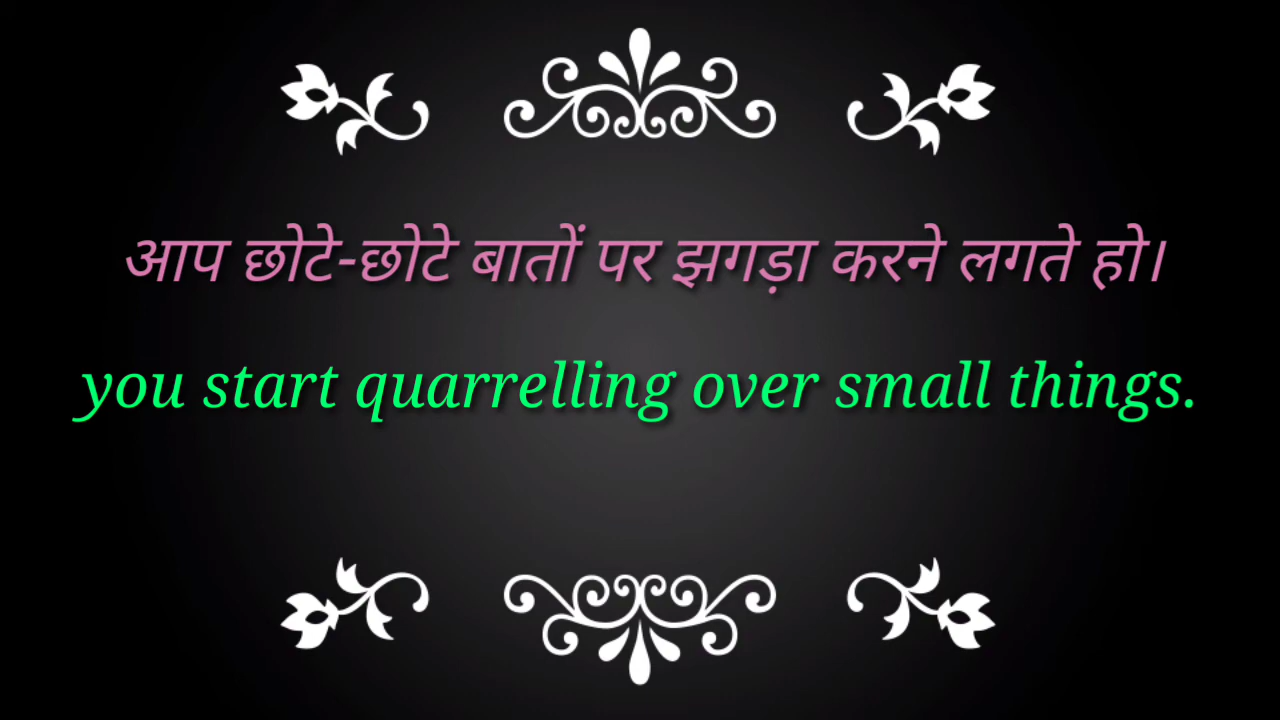 आप छोटे-छोटे बातों पर झगड़ा करने लगते हो।
you start quarrelling over small things.